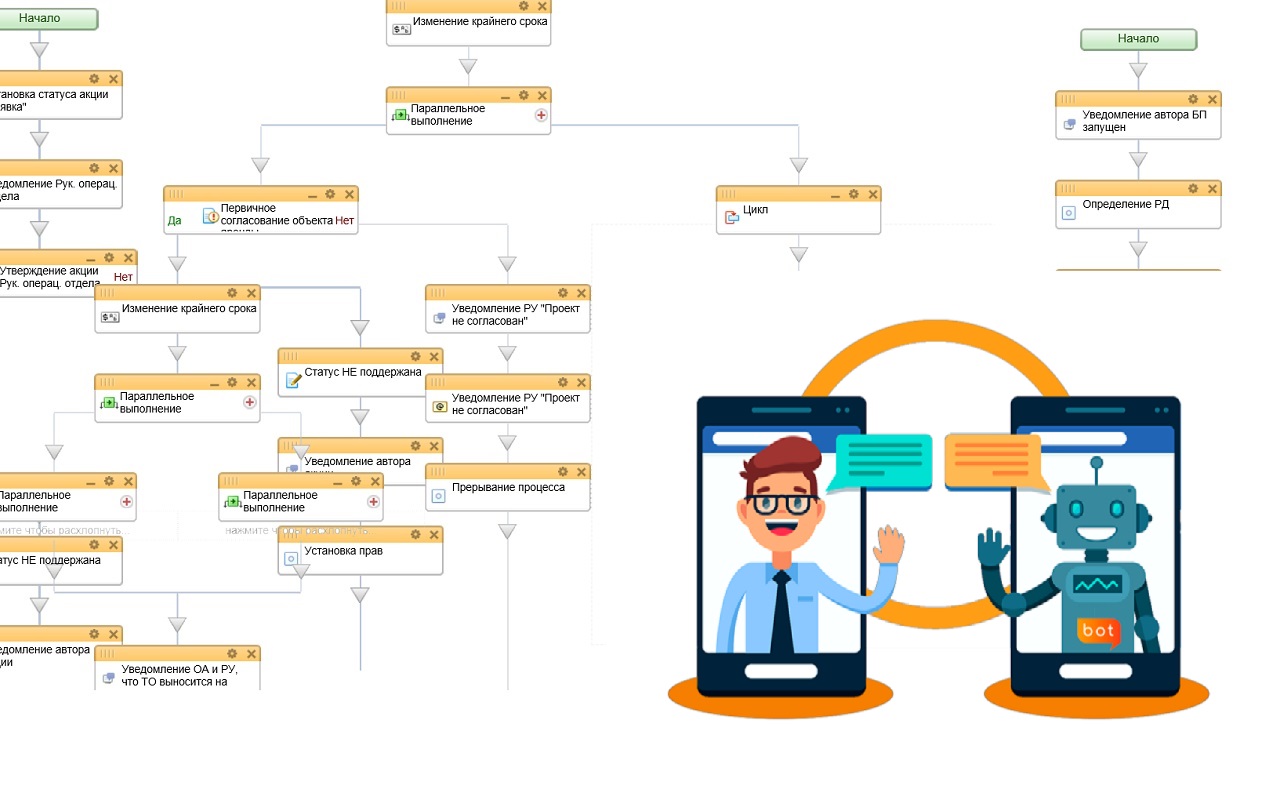 Начало
тановка статуса акции
явка"
едомление Рук. операц.
дела
Утверждение акции
Рук. операц. отдела
Нет
Изменение крайнего срока
Параллельное
выполнение
Да
Первичное
согласование объекта
Нет
Цикл
Начало
Уведомление автора БП
запущен
Определение РД
Изменение крайнего срока
Статус НЕ поддержана
Уведомление РУ "Проект
не согласован"
Параллельное
выполнение
Уведомление РУ "Проект
не согласован"
Уведомление автора
Прерывание процесса
Параллельное
выполнение
Параллельное
выполнение
мите чтобы расхлопнуть...
нажмите чтобы расхлопнуть...
атус НЕ поддержана
Установка прав
едомление автора
ции
Уведомление ОА и РУ,
что ТО выносится на
bot